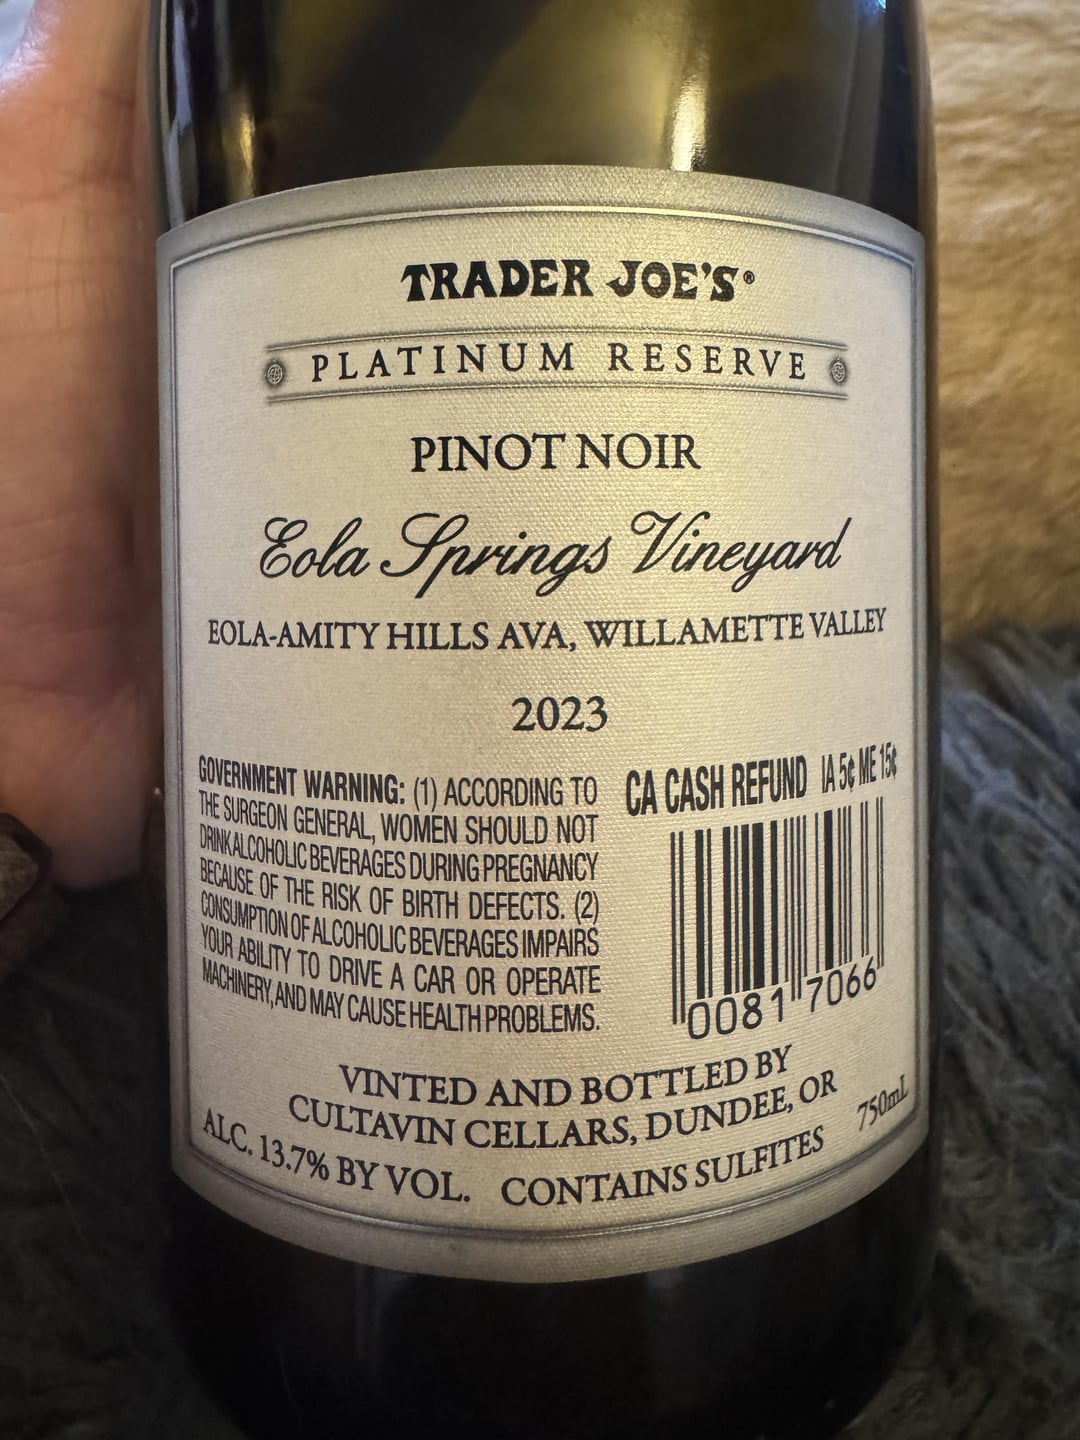 TRADER JOE'S®
PLATINUM RESERVE
PINOT NOIR
Eola Springs Vineyard
EOLA-AMITY HILLS AVA, WILLAMETTE VALLEY
2023
GOVERNMENT WARNING: (1) ACCORDING TO
THE SURGEON GENERAL, WOMEN SHOULD NOT
DRINK ALCOHOLIC BEVERAGES DURING PREGNANCY
BECAUSE OF THE RISK OF BIRTH DEFECTS. (2)
CONSUMPTION OF ALCOHOLIC BEVERAGES IMPAIRS
YOUR ABILITY TO DRIVE A CAR OR OPERATE
MACHINERY, AND MAY CAUSE HEALTH PROBLEMS.
CA CASH REFUND IA 5¢ ME 15¢
0081 7066
VINTED AND BOTTLED BY
CULTAVIN CELLARS, DUNDEE, OR
750mL
ALC. 13.7% BY VOL. CONTAINS SULFITES